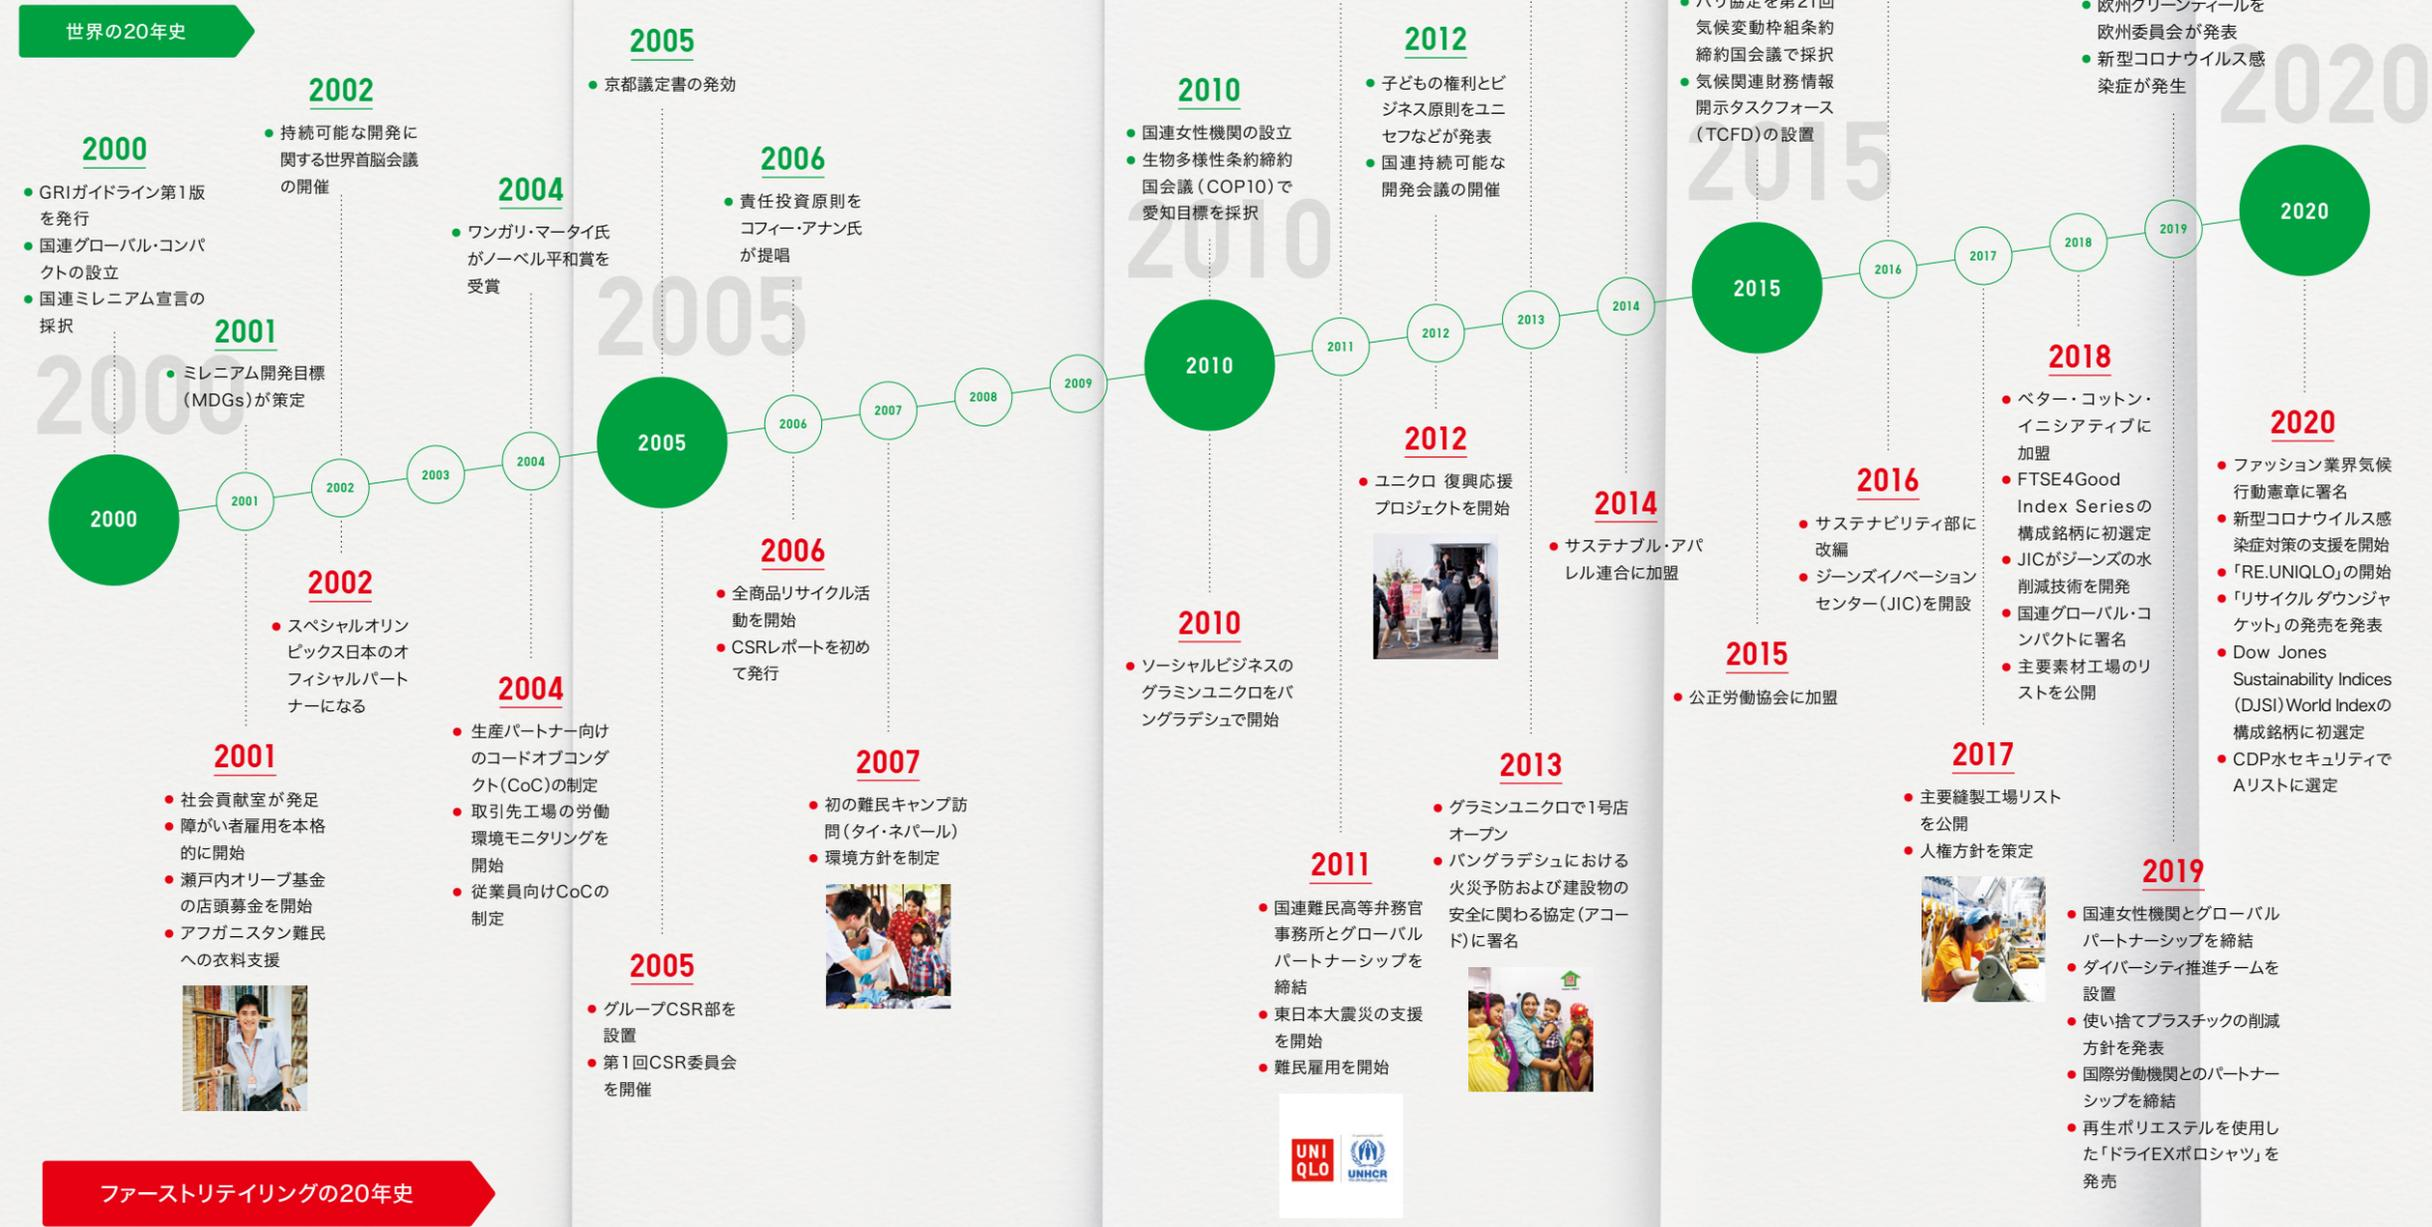 世界の20年史
2000
● GRIガイドライン第1版
を発行
● 国連グローバル・コンパ
クトの設立
● 国連ミレニアム宣言の
採択
2001
● ミレニアム開発目標
(MDGs)が策定
2002
● 持続可能な開発に
関する世界首脳会議
の開催
2004
● ワンガリ・マータイ氏
がノーベル平和賞を
受賞
2005
● 京都議定書の発効
2006
● 責任投資原則を
コフィー・アナン氏
が提唱
2010
● 国連女性機関の設立
● 生物多様性条約締約
国会議(COP10)で
愛知目標を採択
2012
● 子どもの権利とビ
ジネス原則をユニ
セフなどが発表
● 国連持続可能な
開発会議の開催
● パリ協定を第21回
気候変動枠組条約
締約国会議で採択
● 気候関連財務情報
開示タスクフォース
(TCFD)の設置
● 欧州グリーンディールを
欧州委員会が発表
● 新型コロナウイルス感
染症が発生
2000
2005
2010
2015
2020
2000
2001
2002
2003
2004
2005
2006
2007
2008
2009
2010
2011
2012
2013
2014
2015
2016
2017
2018
2019
2020
2001
● 社会貢献室が発足
● 障がい者雇用を本格
的に開始
● 瀬戸内オリーブ基金
の店頭募金を開始
● アフガニスタン難民
への衣料支援
2002
● スペシャルオリン
ピックス日本のオ
フィシャルパート
ナーになる
2004
● 生産パートナー向け
のコードオブコンダ
クト(CoC)の制定
● 取引先工場の労働
環境モニタリングを
開始
● 従業員向けCoCの
制定
2005
● グループCSR部を
設置
● 第1回CSR委員会
を開催
2006
● 全商品リサイクル活
動を開始
● CSRレポートを初め
て発行
2007
● 初の難民キャンプ訪
問(タイ・ネパール)
● 環境方針を制定
2010
● ソーシャルビジネスの
グラミンユニクロをバ
ングラデシュで開始
2011
● 国連難民高等弁務官
事務所とグローバル
パートナーシップを
締結
● 東日本大震災の支援
を開始
● 難民雇用を開始
UNI
QLO
UNHCR
2012
● ユニクロ 復興応援
プロジェクトを開始
2013
● グラミンユニクロで1号店
オープン
● バングラデシュにおける
火災予防および建設物の
安全に関わる協定(アコー
ド)に署名
2014
● サステナブル・アパ
レル連合に加盟
2015
● 公正労働協会に加盟
2016
● サステナビリティ部に
改編
● ジーンズイノベーション
センター(JIC)を開設
2017
● 主要縫製工場リスト
を公開
● 人権方針を策定
2018
● ベター・コットン・
イニシアティブに
加盟
● FTSE4Good
Index Seriesの
構成銘柄に初選定
● JICがジーンズの水
削減技術を開発
● 国連グローバル・コ
ンパクトに署名
● 主要素材工場のリ
ストを公開
2019
● 国連女性機関とグローバル
パートナーシップを締結
● ダイバーシティ推進チームを
設置
● 使い捨てプラスチックの削減
方針を発表
● 国際労働機関とのパートナー
シップを締結
● 再生ポリエステルを使用し
た「ドライEXポロシャツ」を
発売
2020
● ファッション業界気候
行動憲章に署名
● 新型コロナウイルス感
染症対策の支援を開始
● 「RE.UNIQLO」の開始
● 「リサイクル ダウンジャ
ケット」の発売を発表
● Dow Jones
Sustainability Indices
(DJSI)World Indexの
構成銘柄に初選定
● CDP水セキュリティで
Aリストに選定
ファーストリテイリングの20年史